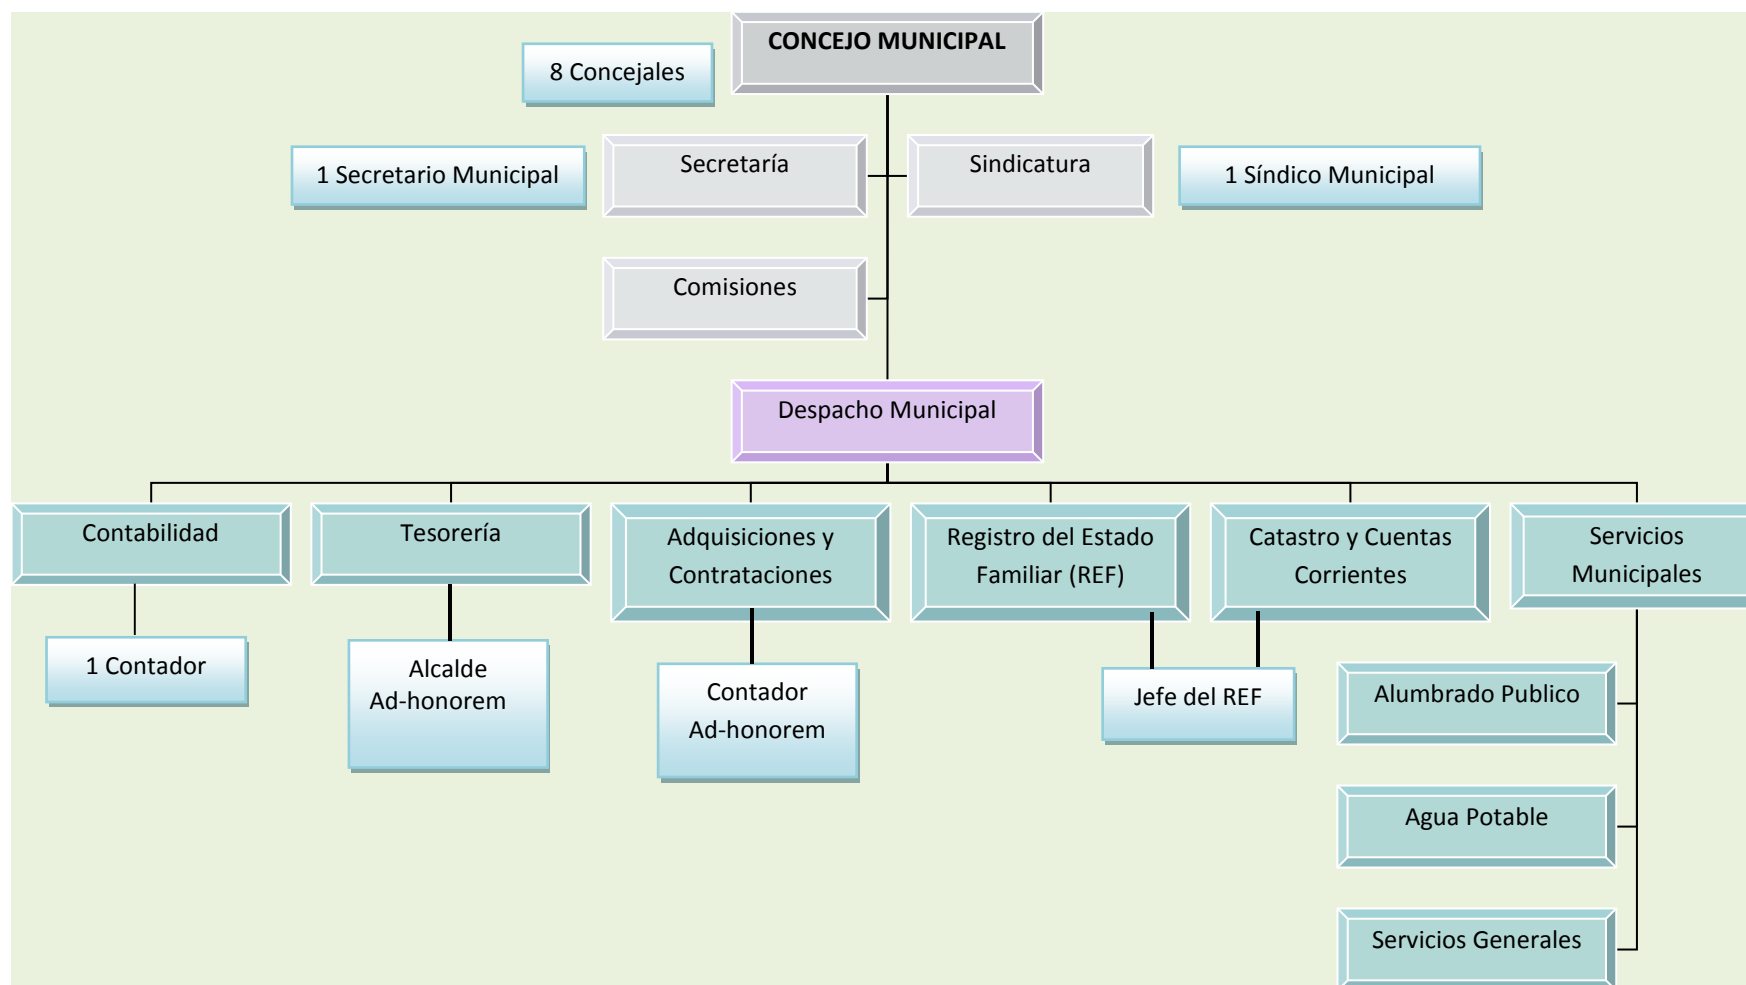 CONCEJO MUNICIPAL
8 Concejales
1 Secretario Municipal
Secretaría
Sindicatura
1 Síndico Municipal
Comisiones
Despacho Municipal
Contabilidad
Tesorería
Adquisiciones y
Contrataciones
Registro del Estado
Familiar (REF)
Catastro y Cuentas
Corrientes
Servicios
Municipales
1 Contador
Alcalde
Ad-honorem
Contador
Ad-honorem
Jefe del REF
Alumbrado Publico
Agua Potable
Servicios Generales